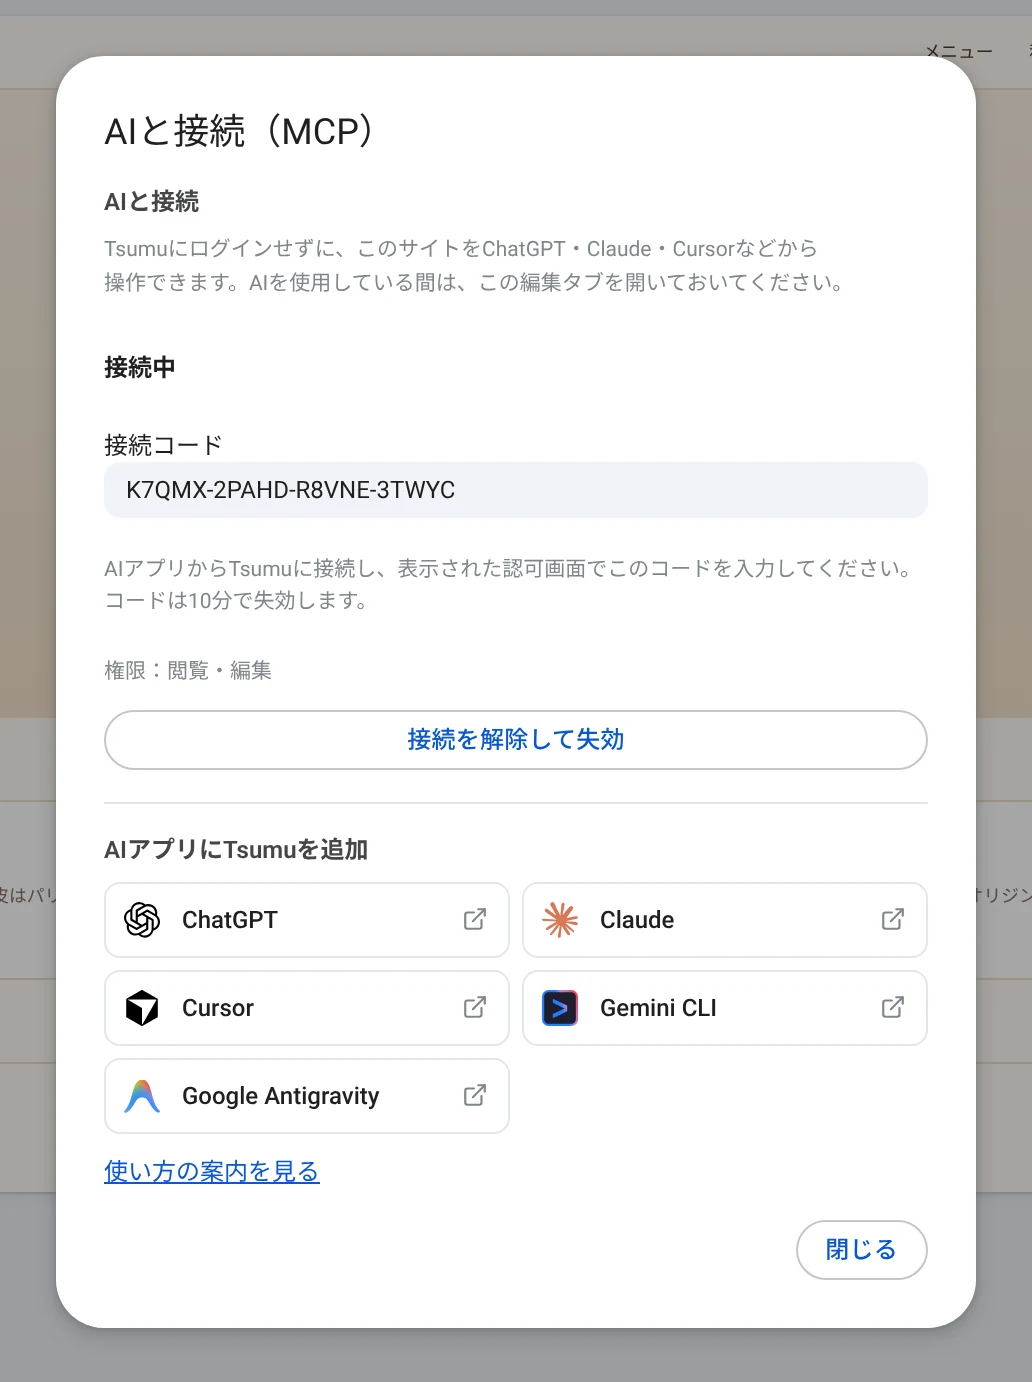 メニュー
AIと接続（MCP）
AIと接続
Tsumuにログインせずに、このサイトをChatGPT・Claude・Cursorなどから
操作できます。AIを使用している間は、この編集タブを開いておいてください。
接続中
接続コード
K7QMX-2PAHD-R8VNE-3TWYC
AIアプリからTsumuに接続し、表示された認可画面でこのコードを入力してください。
コードは10分で失効します。
権限：閲覧・編集
接続を解除して失効
AIアプリにTsumuを追加
ChatGPT
Claude
はパリ
オリジン
Cursor
Gemini CLI
Google Antigravity
使い方の案内を見る
閉じる